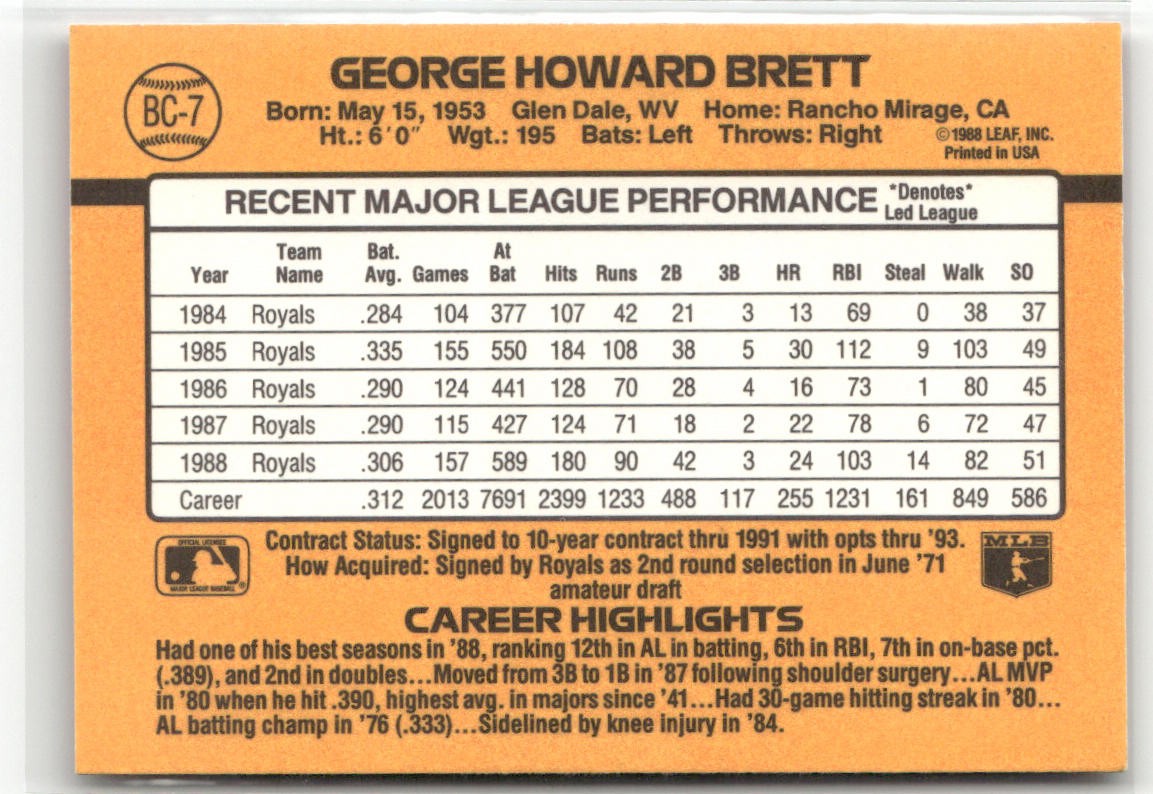 BC-7
GEORGE HOWARD BRETT
Born: May 15, 1953 Glen Dale, WV Home: Rancho Mirage, CA
Ht.: 6'0" Wgt.: 195 Bats: Left Throws: Right
©1988 LEAF, INC.
Printed in USA
RECENT MAJOR LEAGUE PERFORMANCE
*Denotes*
Led League
Year Team Name Bat. Avg. Games At Bat Hits Runs 2B 3B HR RBI Steal Walk SO
1984 Royals .284 104 377 107 42 21 3 13 69 0 38 37
1985 Royals .335 155 550 184 108 38 5 30 112 9 103 49
1986 Royals .290 124 441 128 70 28 4 16 73 1 80 45
1987 Royals .290 115 427 124 71 18 2 22 78 6 72 47
1988 Royals .306 157 589 180 90 42 3 24 103 14 82 51
Career .312 2013 7691 2399 1233 488 117 255 1231 161 849 586
OFFICIAL LICENSEE
MAJOR LEAGUE BASEBALL ®
Contract Status: Signed to 10-year contract thru 1991 with opts thru '93.
How Acquired: Signed by Royals as 2nd round selection in June '71
amateur draft
MLB
CAREER HIGHLIGHTS
Had one of his best seasons in '88, ranking 12th in AL in batting, 6th in RBI, 7th in on-base pct.
(.389), and 2nd in doubles...Moved from 3B to 1B in '87 following shoulder surgery...AL MVP
in '80 when he hit .390, highest avg. in majors since '41...Had 30-game hitting streak in '80...
AL batting champ in '76 (.333)...Sidelined by knee injury in '84.